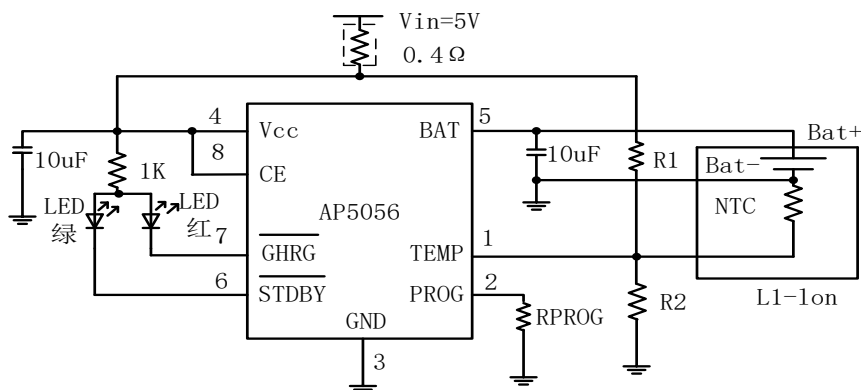 Vin=5V
0.4Ω
4
Vcc
BAT
5
Bat+
10uF
1K
8
CE
10uF
R1
Bat-
LED
绿
LED
红
AP5056
NTC
7
GHRG
TEMP
1
6
STDBY
PROG
2
RPROG
R2
L1-lon
GND
3